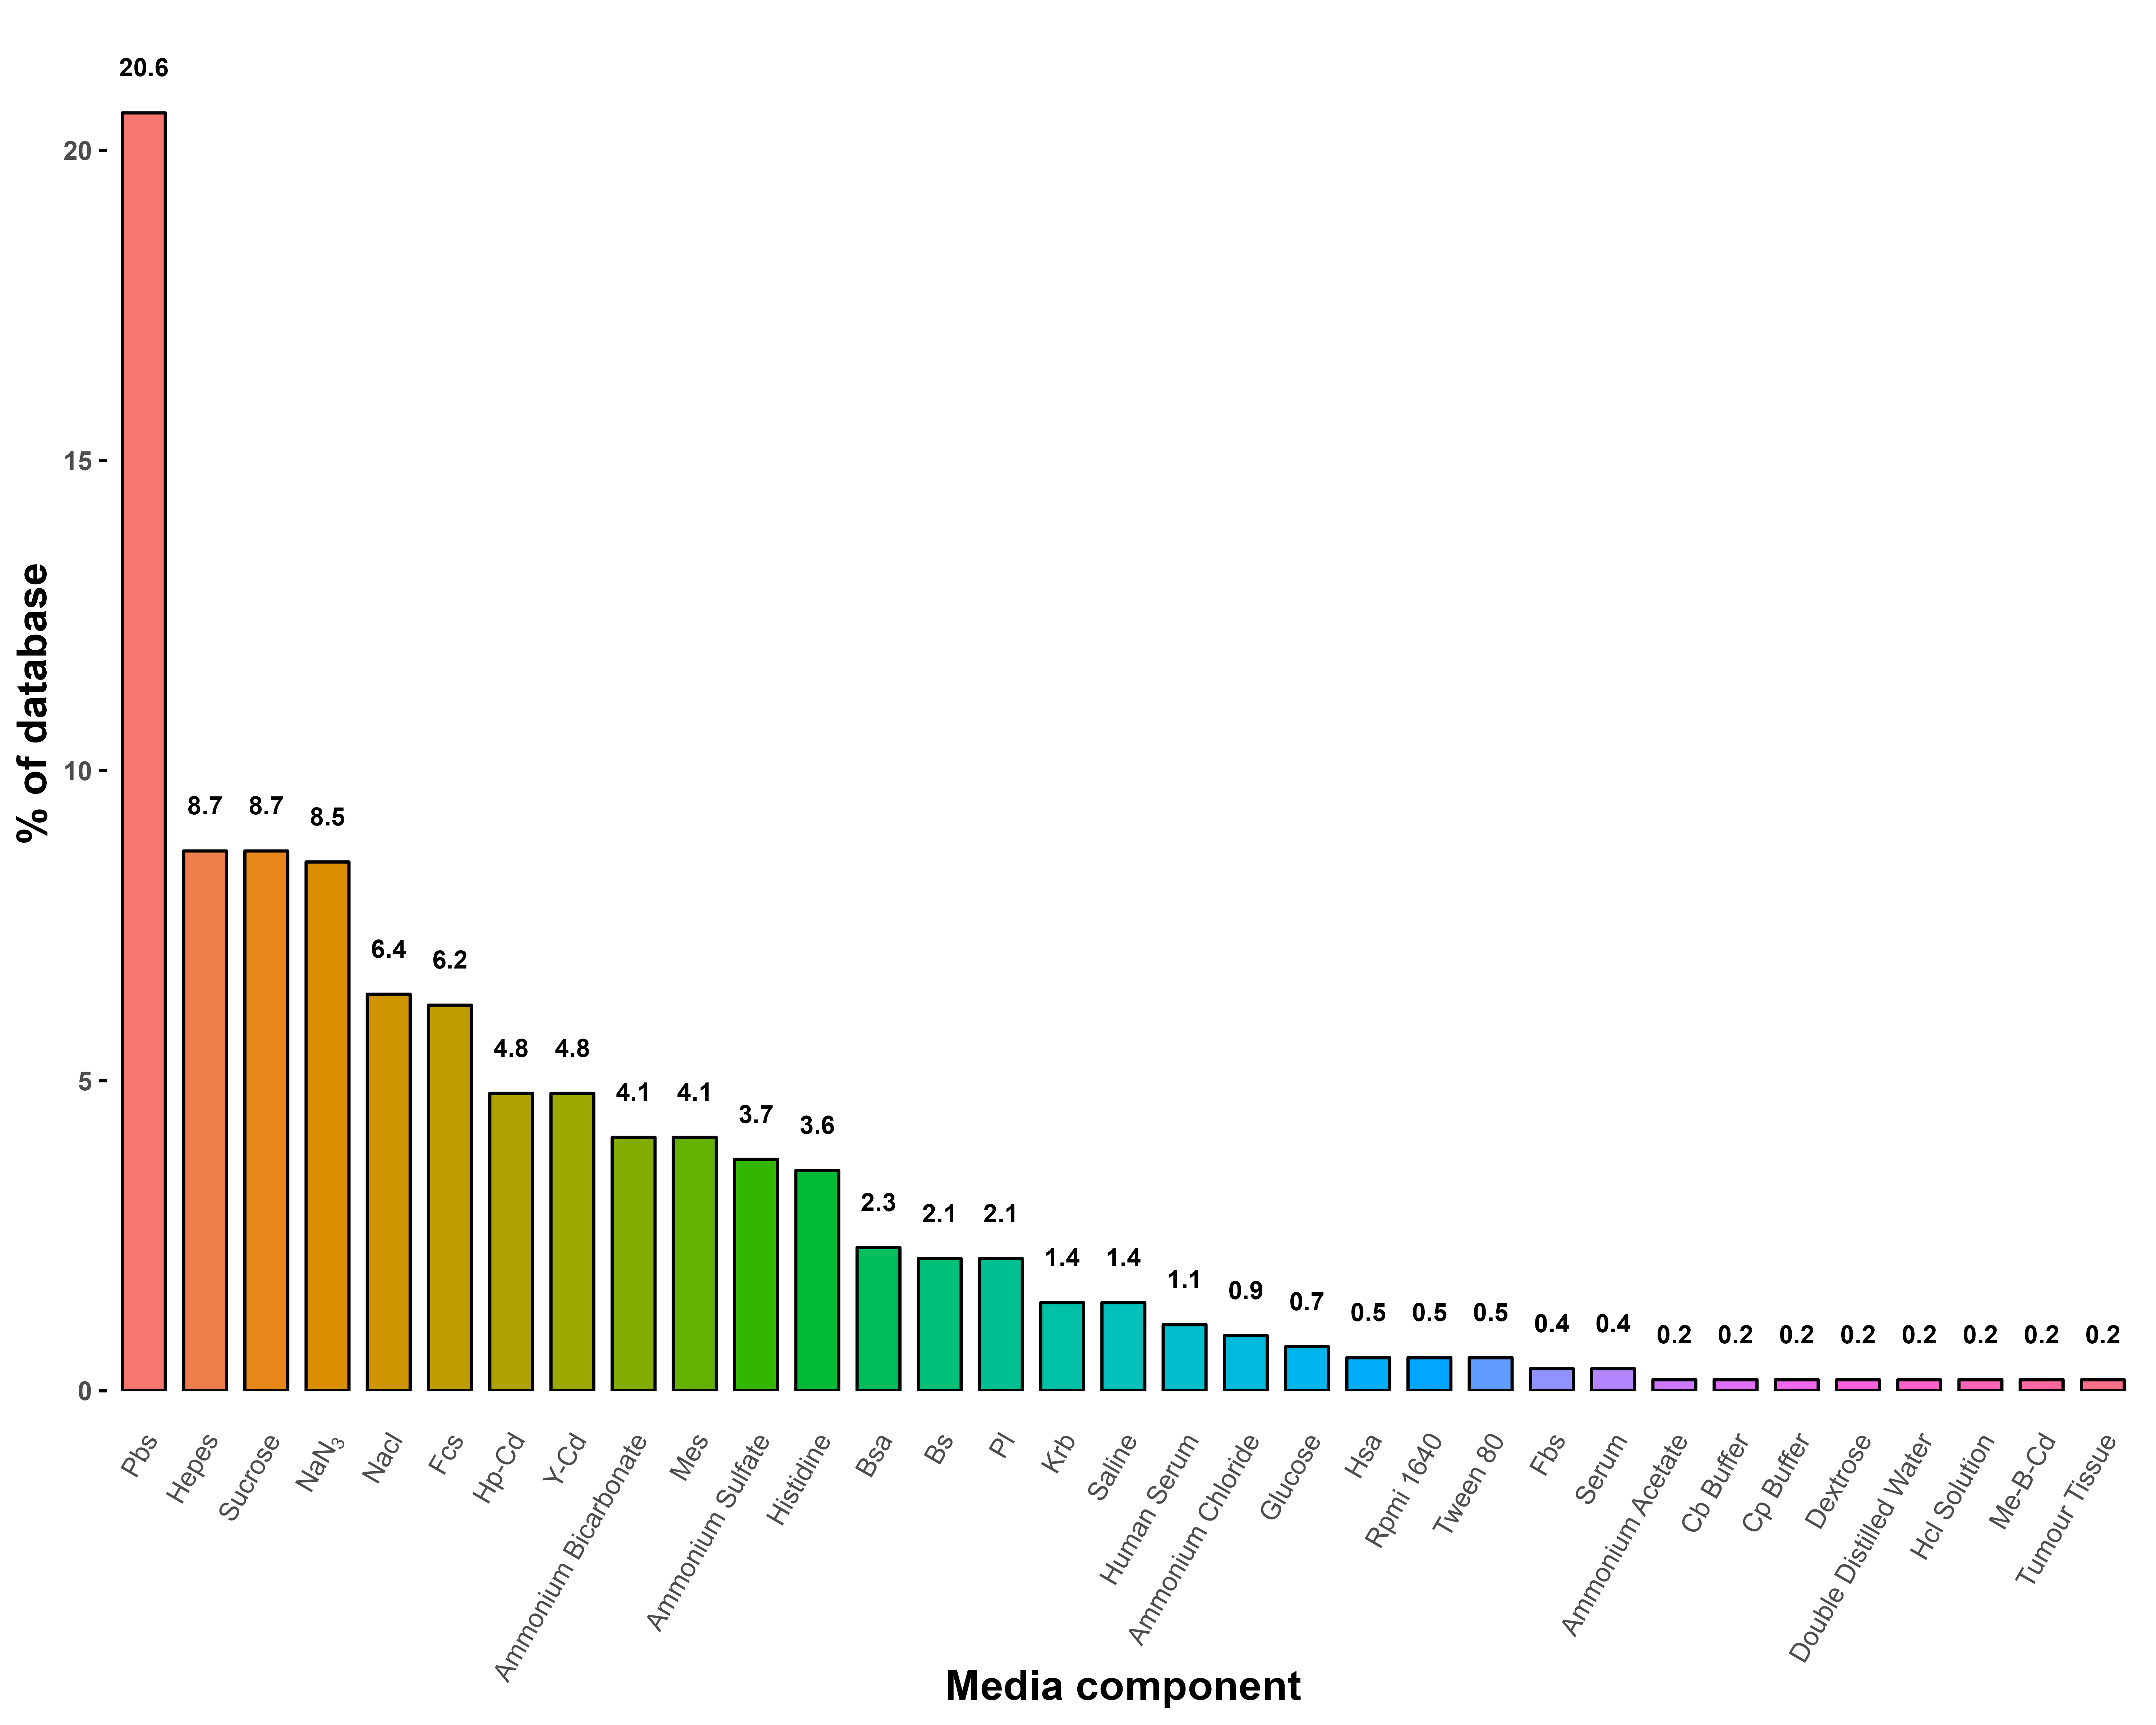 % of database
20
15
10
5
0
20.6
8.7
8.7
8.5
6.4
6.2
4.8
4.8
4.1
4.1
3.7
3.6
2.3
2.1
2.1
1.4
1.4
1.1
0.9
0.7
0.5
0.5
0.5
0.4
0.4
0.2
0.2
0.2
0.2
0.2
0.2
0.2
0.2
Pbs
Hepes
Sucrose
NaN₃
Nacl
Fcs
Hp-Cd
Y-Cd
Ammonium Bicarbonate
Mes
Ammonium Sulfate
Histidine
Bsa
Bs
Pl
Krb
Saline
Human Serum
Ammonium Chloride
Glucose
Hsa
Rpmi 1640
Tween 80
Fbs
Serum
Ammonium Acetate
Cb Buffer
Cp Buffer
Dextrose
Double Distilled Water
Hcl Solution
Me-B-Cd
Tumour Tissue
Media component